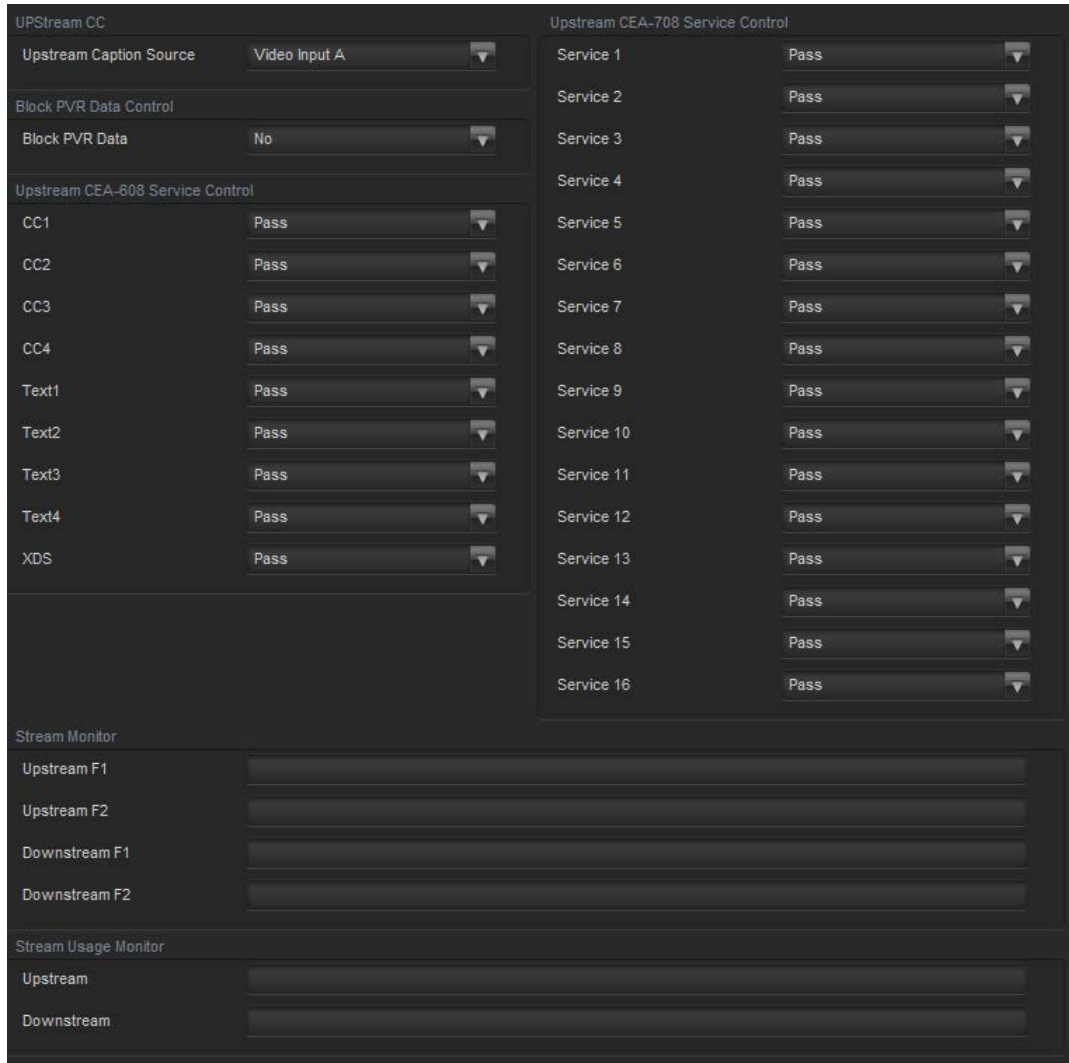 UPStream CC
Upstream Caption Source Video Input A
Block PVR Data Control
Block PVR Data No
Upstream CEA-608 Service Control
CC1 Pass
CC2 Pass
CC3 Pass
CC4 Pass
Text1 Pass
Text2 Pass
Text3 Pass
Text4 Pass
XDS Pass
Upstream CEA-708 Service Control
Service 1 Pass
Service 2 Pass
Service 3 Pass
Service 4 Pass
Service 5 Pass
Service 6 Pass
Service 7 Pass
Service 8 Pass
Service 9 Pass
Service 10 Pass
Service 11 Pass
Service 12 Pass
Service 13 Pass
Service 14 Pass
Service 15 Pass
Service 16 Pass
Stream Monitor
Upstream F1
Upstream F2
Downstream F1
Downstream F2
Stream Usage Monitor
Upstream
Downstream